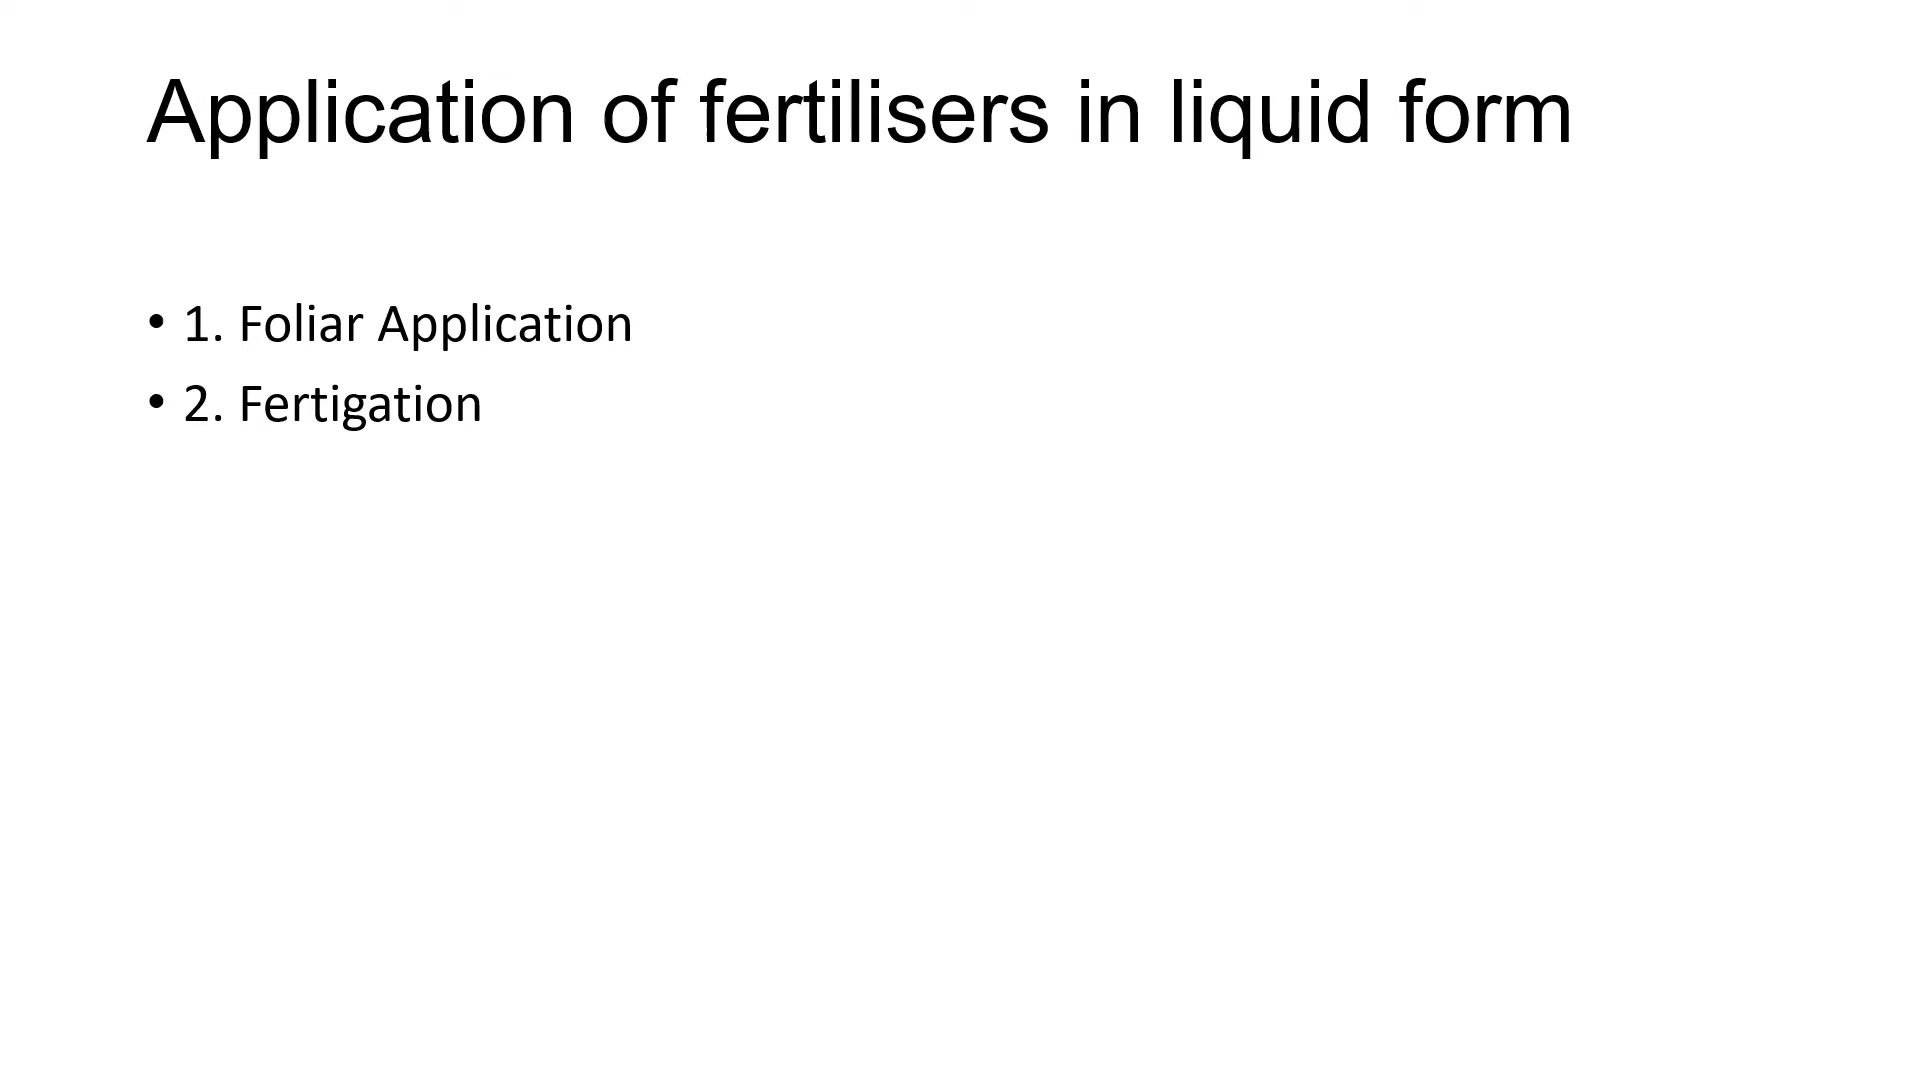 Application of fertilisers in liquid form
• 1. Foliar Application
• 2. Fertigation